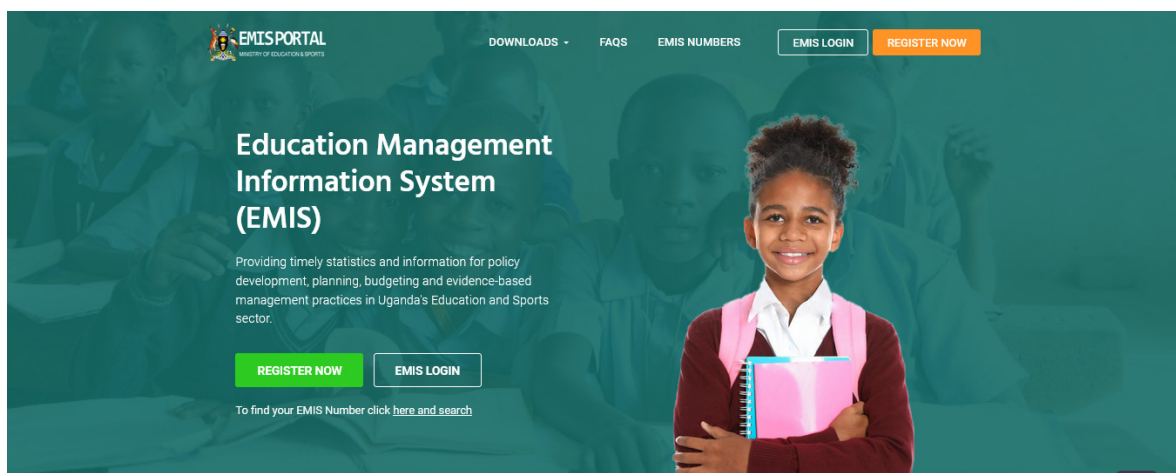 EMIS PORTAL
MINISTRY OF EDUCATION & SPORTS
DOWNLOADS
FAQS
EMIS NUMBERS
EMIS LOGIN
REGISTER NOW
Education Management
Information System
(EMIS)
Providing timely statistics and information for policy
development, planning, budgeting and evidence-based
management practices in Uganda's Education and Sports
sector.
REGISTER NOW
EMIS LOGIN
To find your EMIS Number click here and search